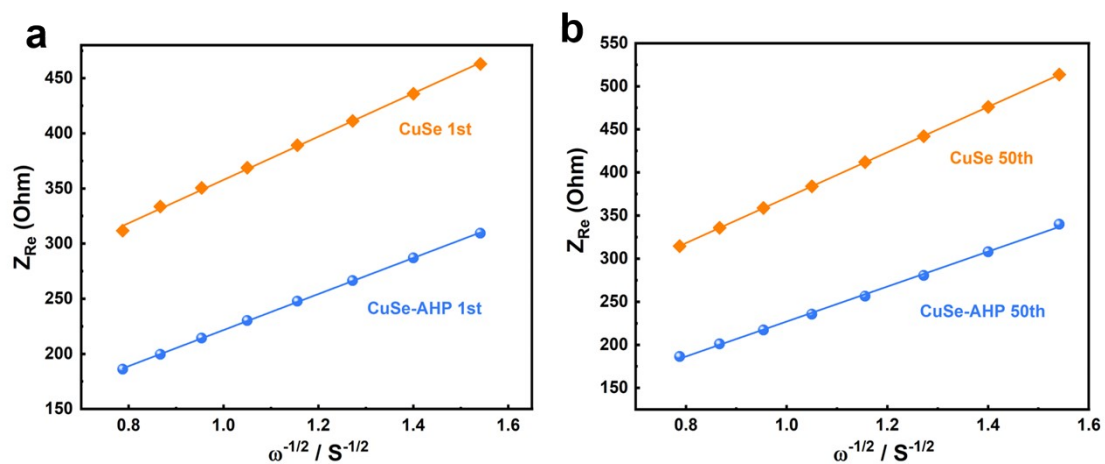 a
450
400
350
300
250
200
150
Z_Re (Ohm)
CuSe 1st
CuSe-AHP 1st
0.8 1.0 1.2 1.4 1.6
ω^-1/2 / S^-1/2
b
550
500
450
400
350
300
250
200
150
Z_Re (Ohm)
CuSe 50th
CuSe-AHP 50th
0.8 1.0 1.2 1.4 1.6
ω^-1/2 / S^-1/2